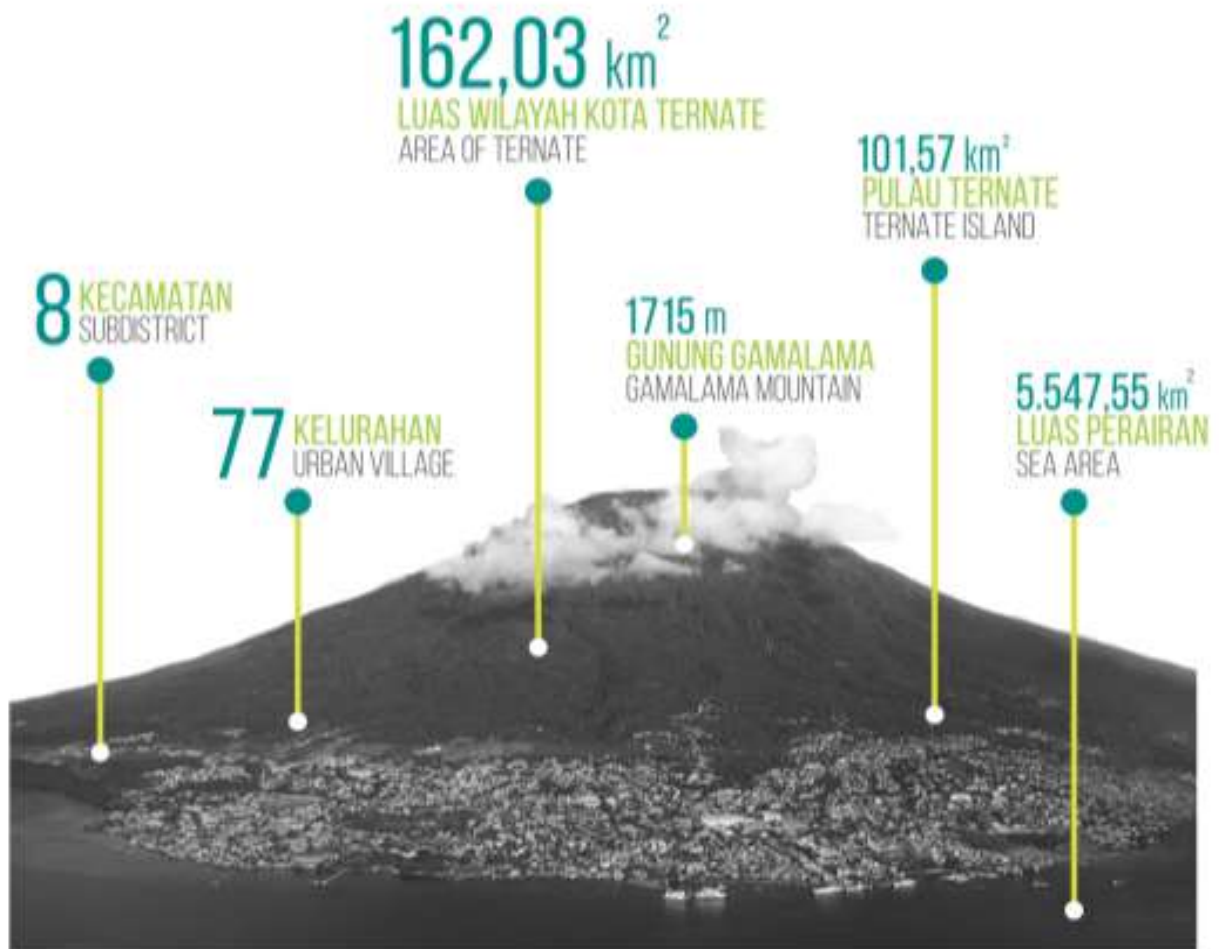 162,03 km²
LUAS WILAYAH KOTA TERNATE
AREA OF TERNATE
101,57 km²
PULAU TERNATE
TERNATE ISLAND
8 KECAMATAN
SUBDISTRICT
1715 m
GUNUNG GAMALAMA
GAMALAMA MOUNTAIN
5.547,55 km²
LUAS PERAIRAN
SEA AREA
77 KELURAHAN
URBAN VILLAGE